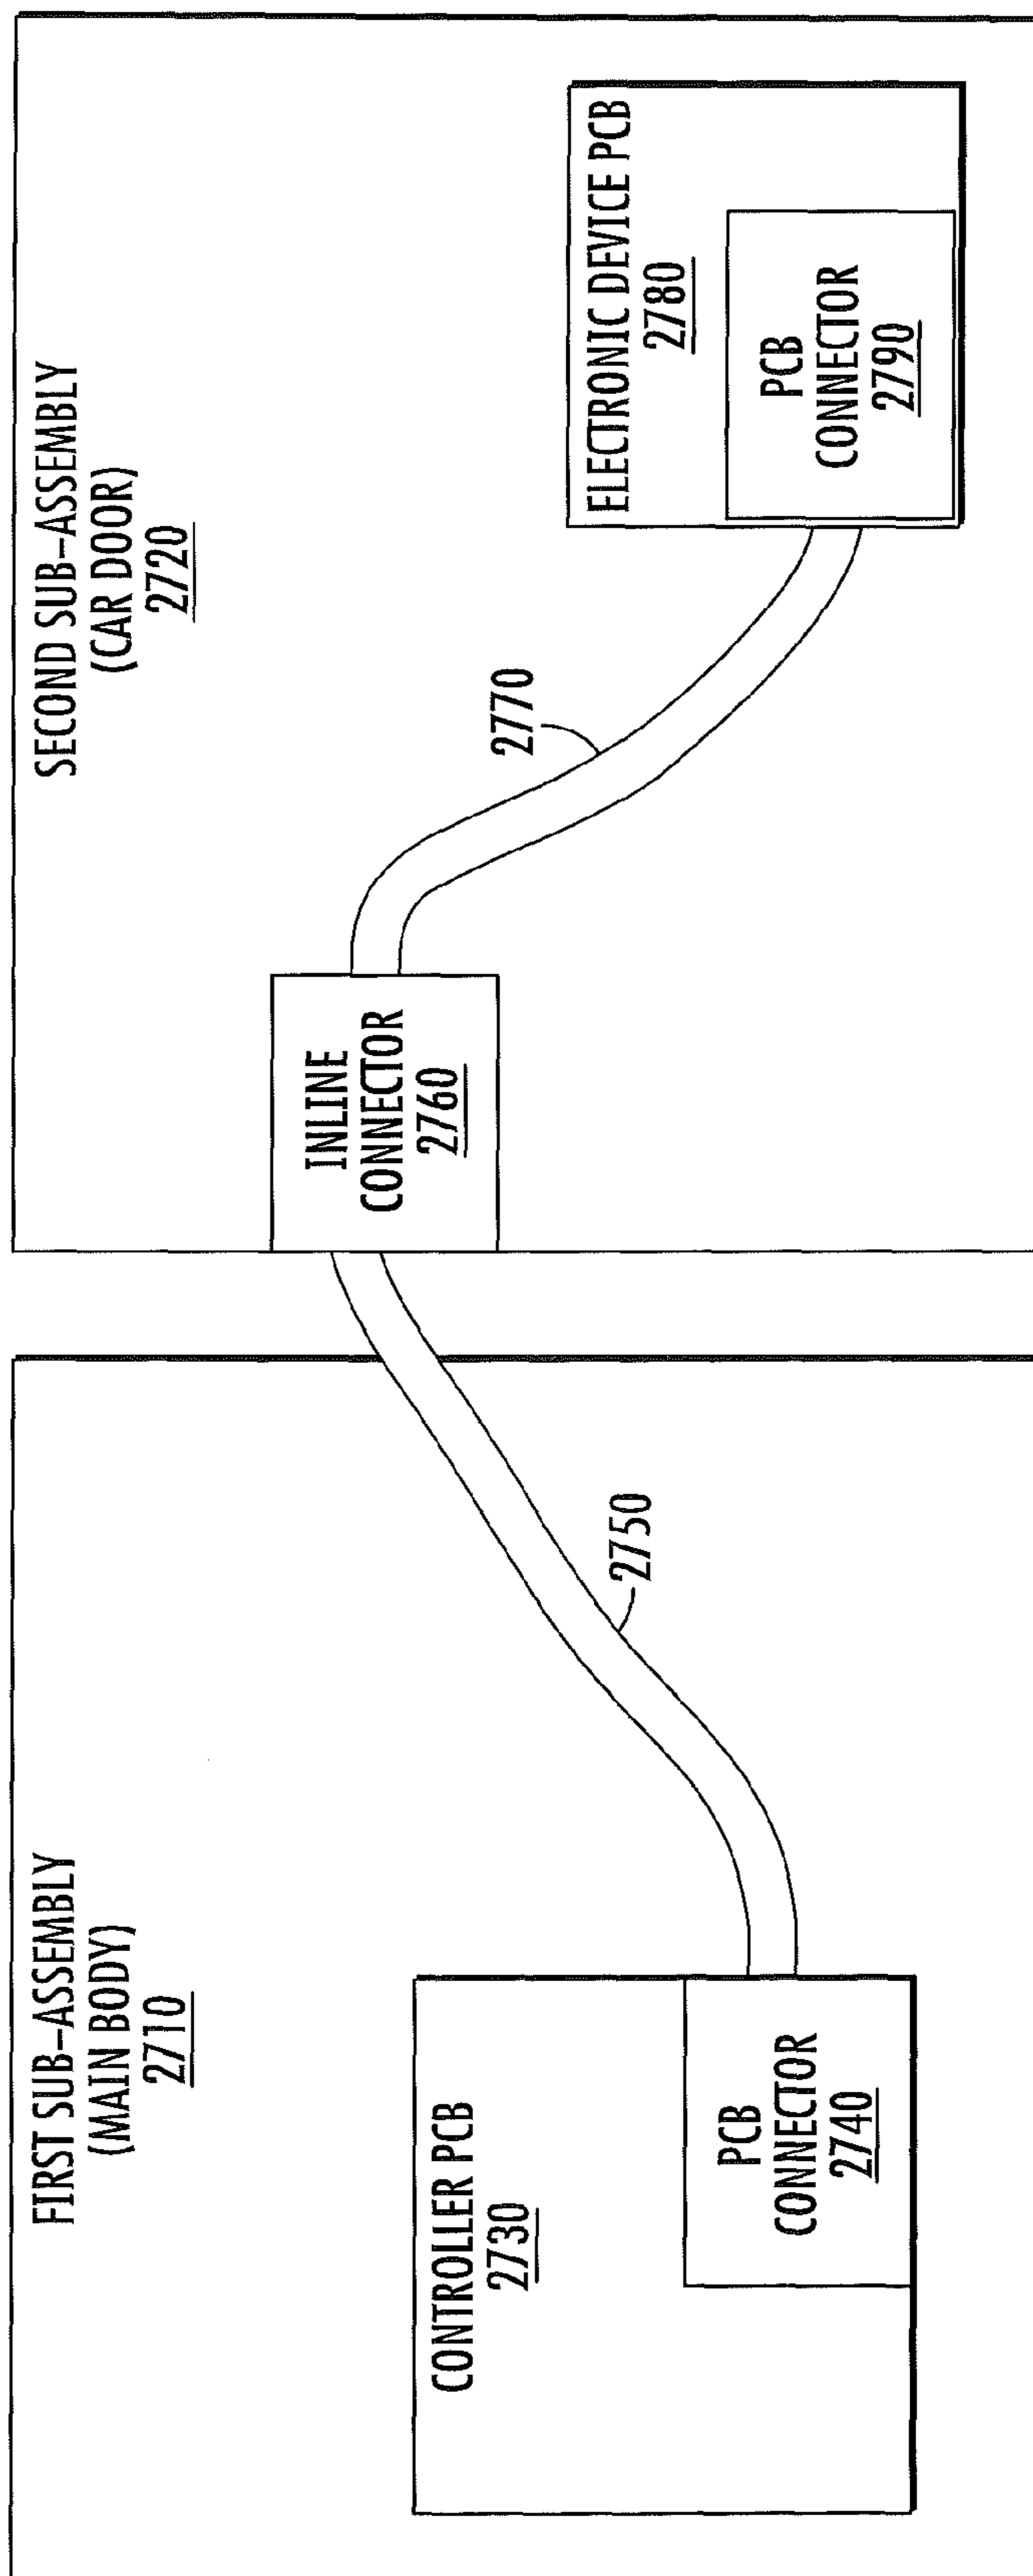 FIRST SUB-ASSEMBLY
(MAIN BODY)
2710
CONTROLLER PCB
2730
PCB
CONNECTOR
2740
2750
SECOND SUB-ASSEMBLY
(CAR DOOR)
2720
INLINE
CONNECTOR
2760
2770
ELECTRONIC DEVICE PCB
2780
PCB
CONNECTOR
2790